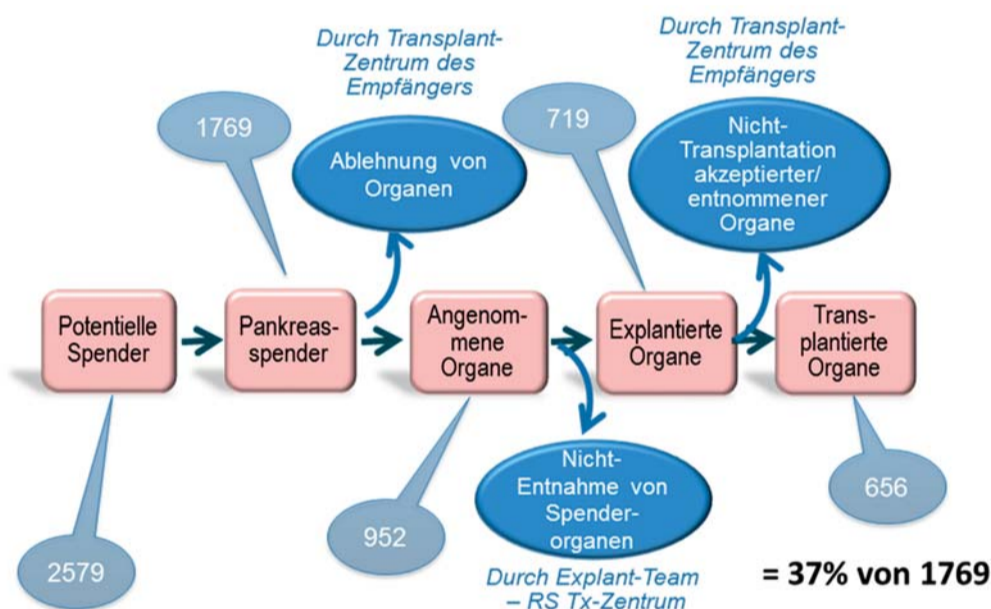 Durch Transplant-
Zentrum des
Empfängers
Durch Transplant-
Zentrum des
Empfängers
1769
719
Ablehnung von
Organen
Nicht-
Transplantation
akzeptierter/
entnommener
Organe
Potentielle
Spender
Pankreas-
spender
Angenom-
mene
Organe
Explantierte
Organe
Trans-
plantierte
Organe
2579
952
Nicht-
Entnahme von
Spender-
organen
656
Durch Explant-Team
– RS Tx-Zentrum
= 37% von 1769